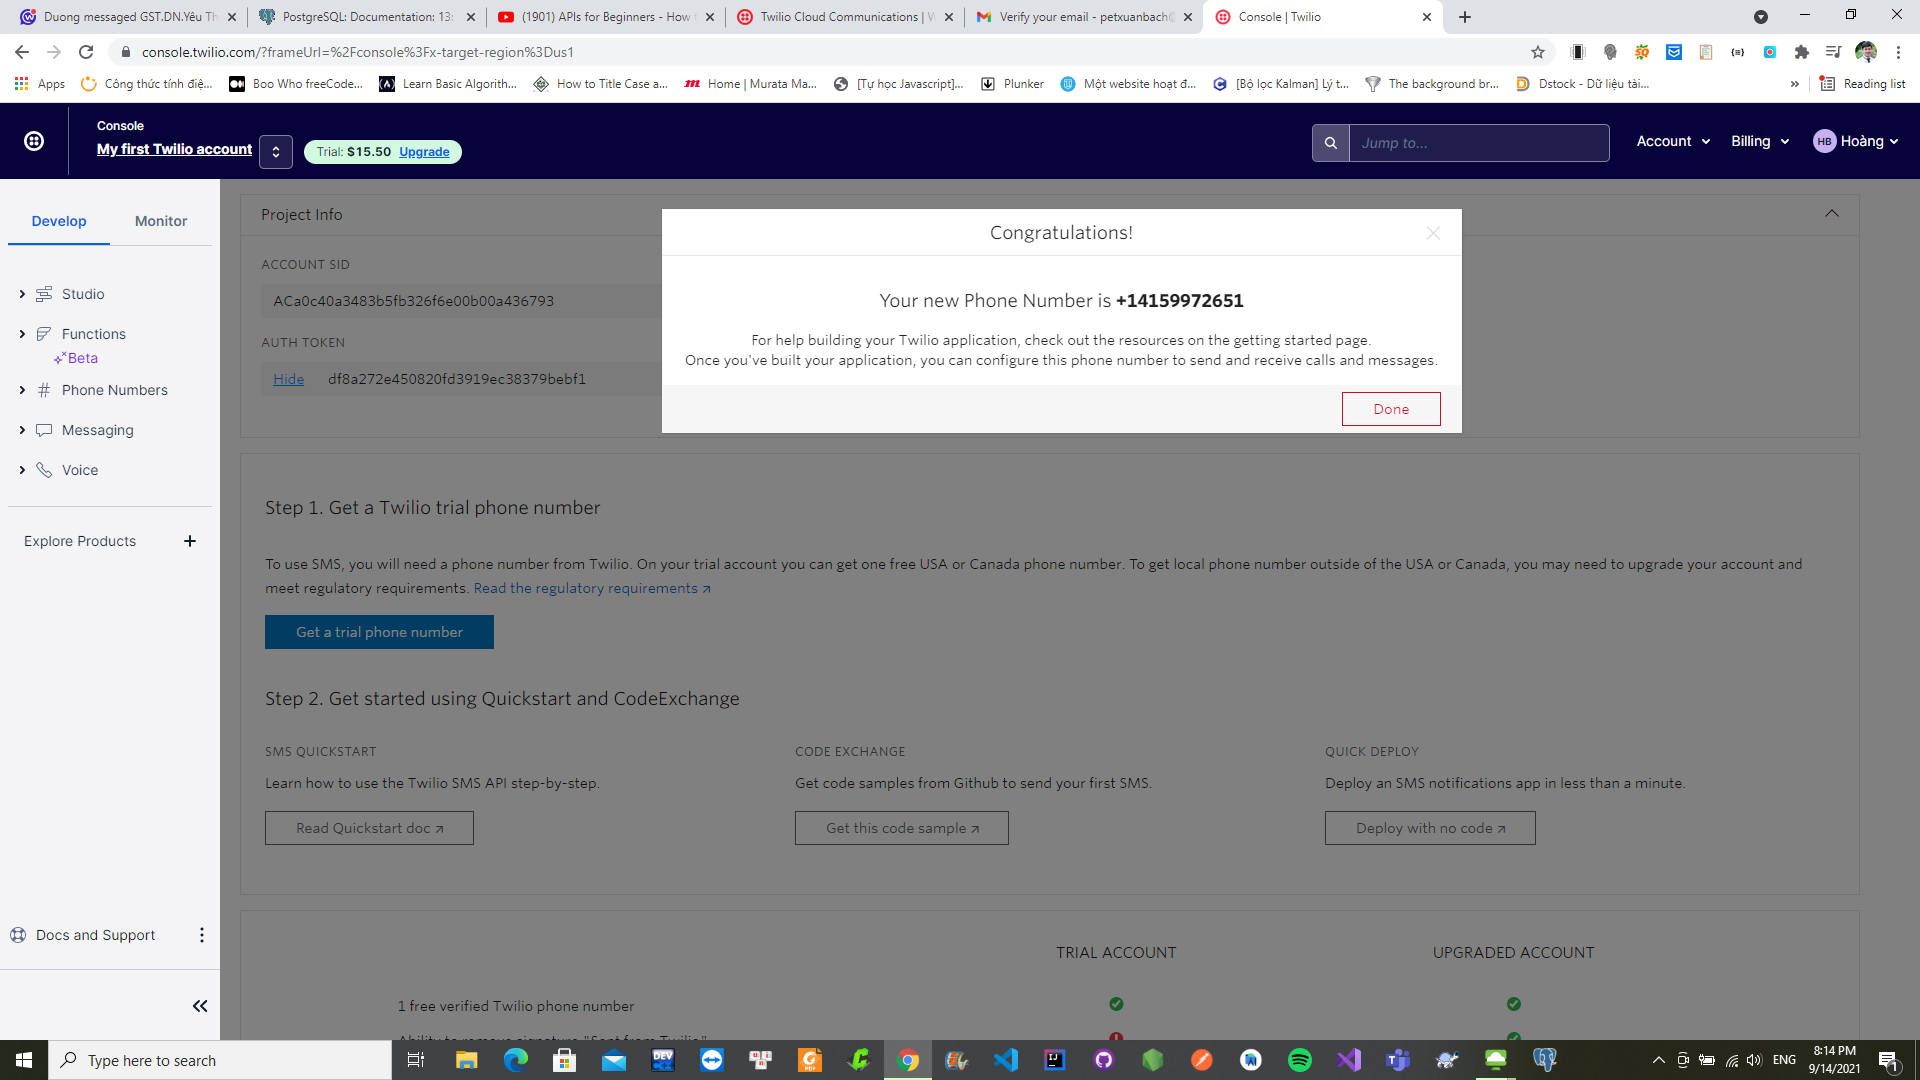 Duong messaged GST.DN.Yêu Th
PostgreSQL: Documentation: 13:
(1901) APIs for Beginners - How t
Twilio Cloud Communications | W
Verify your email - petxuanbach@
Console | Twilio
console.twilio.com/?frameUrl=%2Fconsole%3Fx-target-region%3Dus1
Apps
Công thức tính điệ...
Boo Who freeCode...
Learn Basic Algorith...
How to Title Case a...
Home | Murata Ma...
[Tự học Javascript]...
Plunker
Một website hoạt đ...
[Bộ lọc Kalman] Lý t...
The background br...
Dstock - Dữ liệu tài...
»
Reading list
Console
My first Twilio account
Trial: $15.50 Upgrade
Jump to...
Account
Billing
HB
Hoàng
Develop
Monitor
Studio
Functions
Beta
Phone Numbers
Messaging
Voice
Explore Products
Docs and Support
Project Info
ACCOUNT SID
ACa0c40a3483b5fb326f6e00b00a436793
AUTH TOKEN
Hide
df8a272e450820fd3919ec38379bebf1
Congratulations!
Your new Phone Number is +14159972651
For help building your Twilio application, check out the resources on the getting started page.
Once you've built your application, you can configure this phone number to send and receive calls and messages.
Done
Step 1. Get a Twilio trial phone number
To use SMS, you will need a phone number from Twilio. On your trial account you can get one free USA or Canada phone number. To get local phone number outside of the USA or Canada, you may need to upgrade your account and
meet regulatory requirements. Read the regulatory requirements
Get a trial phone number
Step 2. Get started using Quickstart and CodeExchange
SMS QUICKSTART
Learn how to use the Twilio SMS API step-by-step.
Read Quickstart doc
CODE EXCHANGE
Get code samples from Github to send your first SMS.
Get this code sample
QUICK DEPLOY
Deploy an SMS notifications app in less than a minute.
Deploy with no code
TRIAL ACCOUNT
UPGRADED ACCOUNT
1 free verified Twilio phone number
Ability to remove signature "Sent from Twilio"
Type here to search
ENG
8:14 PM
9/14/2021
1